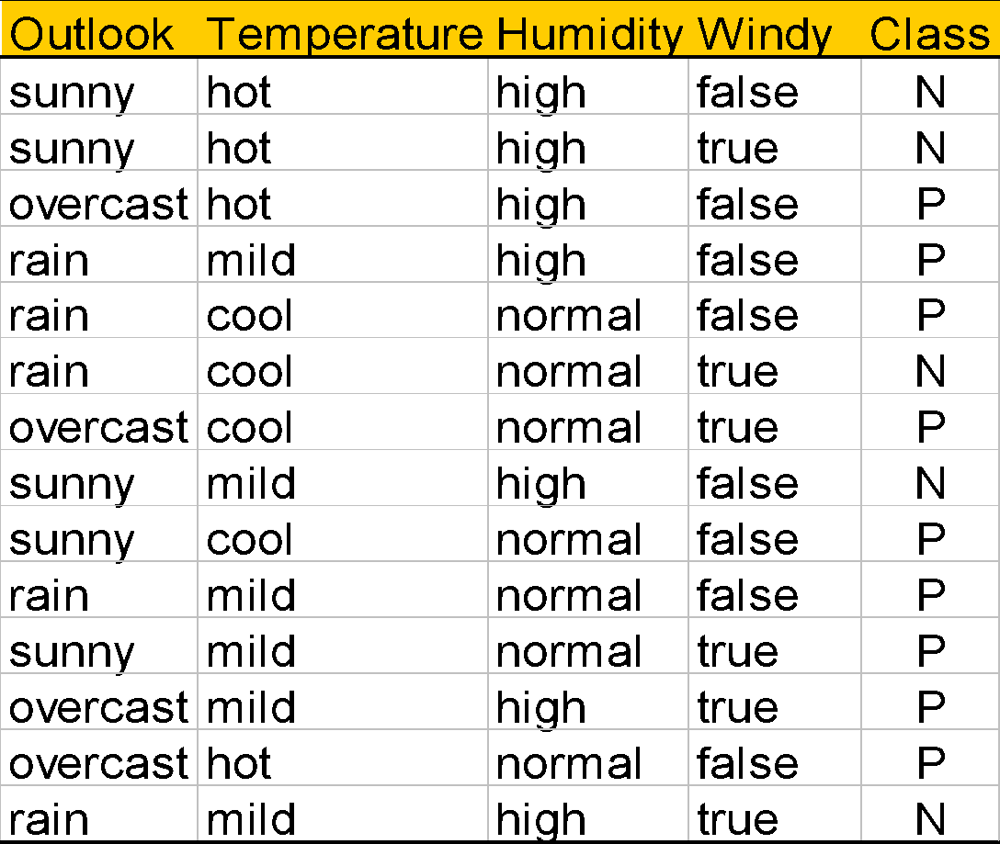 Outlook Temperature Humidity Windy Class
sunny hot high false N
sunny hot high true N
overcast hot high false P
rain mild high false P
rain cool normal false P
rain cool normal true N
overcast cool normal true P
sunny mild high false N
sunny cool normal false P
rain mild normal false P
sunny mild normal true P
overcast mild high true P
overcast hot normal false P
rain mild high true N